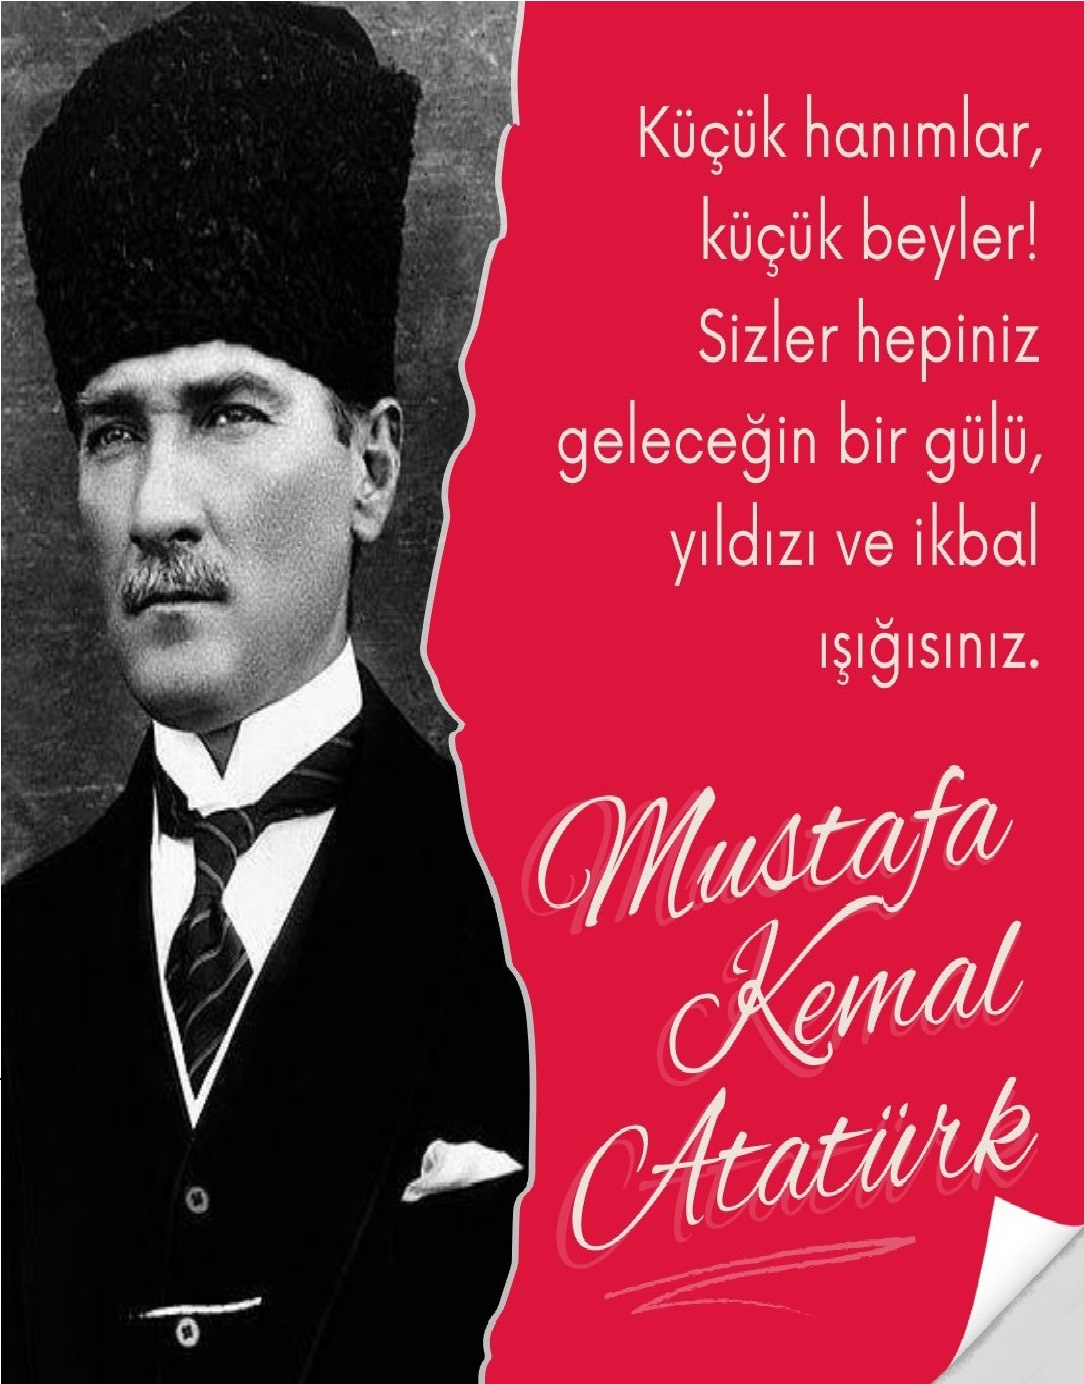 Küçük hanımlar,
küçük beyler!
Sizler hepiniz
geleceğin bir gülü,
yıldızı ve ikbal
ışığısınız.
Mustafa
Kemal
Atatürk